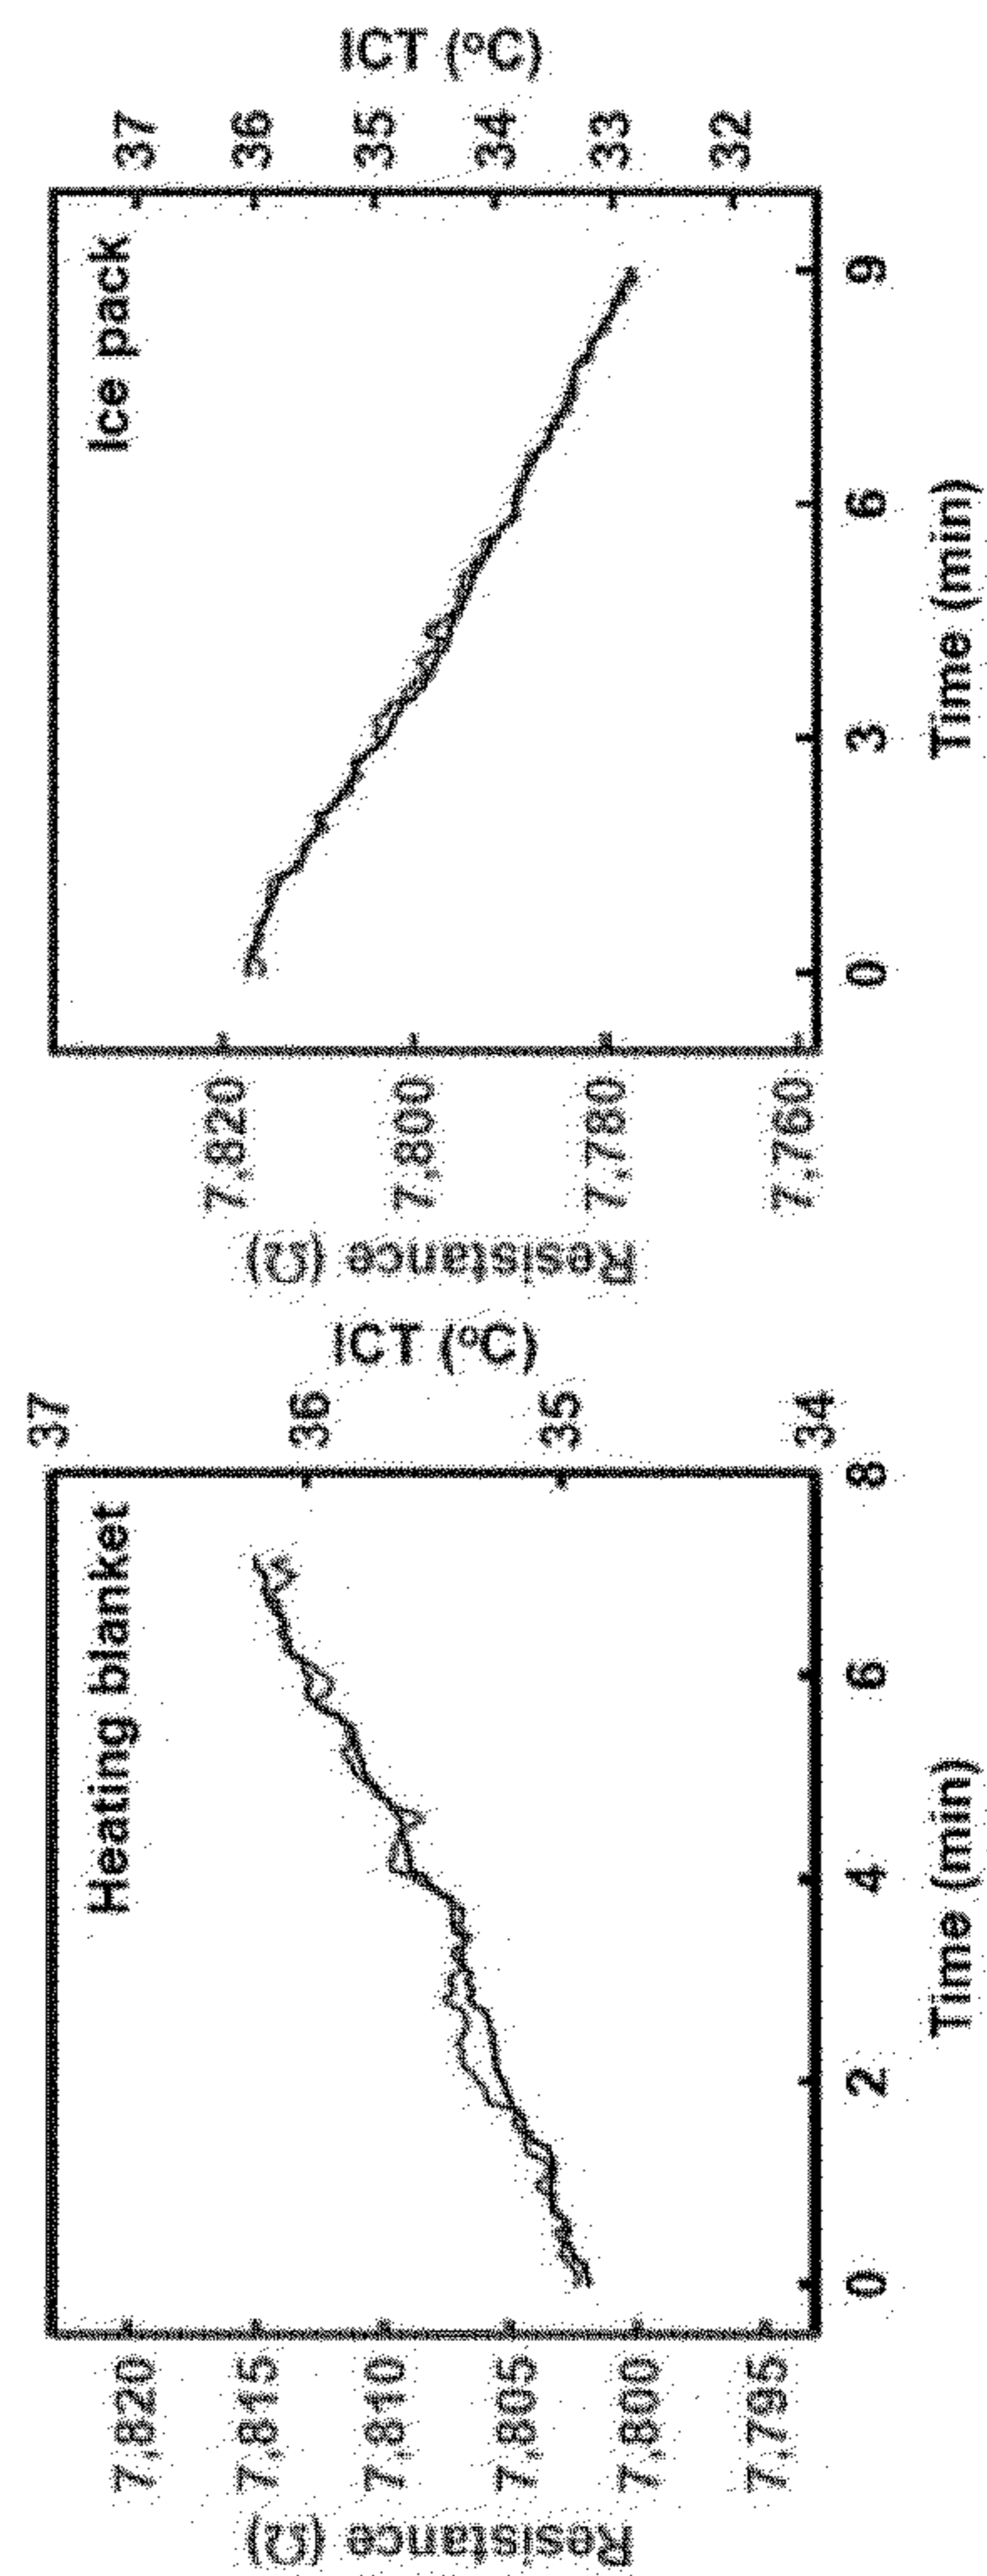 Heating blanket
Resistance (Ω)
7,820
7,815
7,810
7,805
7,800
7,795
ICT (°C)
37
36
35
34
0 2 4 6 8
Time (min)
Ice pack
Resistance (Ω)
7,820
7,800
7,780
7,760
ICT (°C)
37
36
35
34
33
32
0 3 6 9
Time (min)